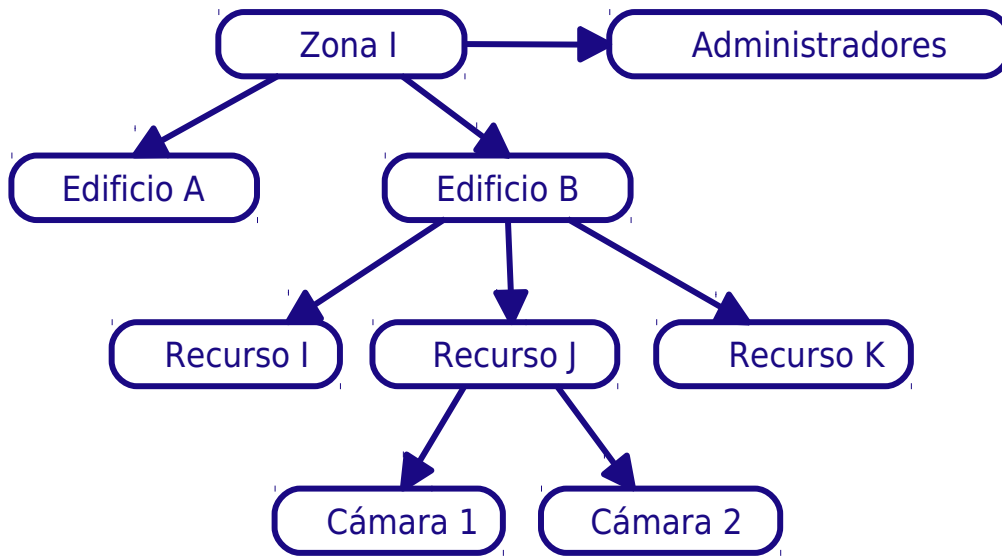 Zona I
Administradores
Edificio A
Edificio B
Recurso I
Recurso J
Recurso K
Cámara 1
Cámara 2